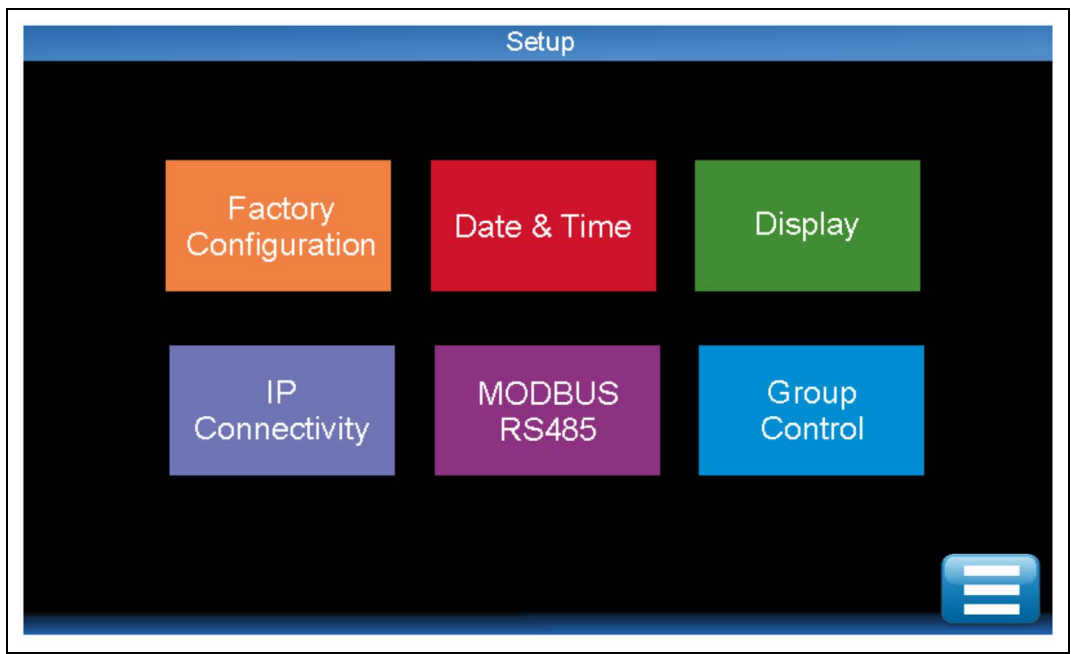 Setup
Factory
Configuration
Date & Time
Display
IP
Connectivity
MODBUS
RS485
Group
Control